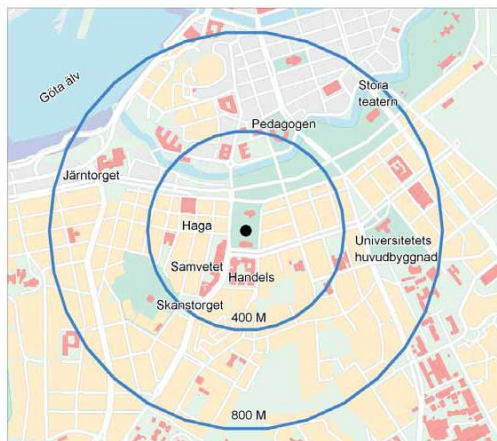 Göta älv
Stora
teatern
Pedagogen
Järntorget
Haga
Universitetets
huvudbyggnad
Samvetet
Handels
Skanstorget
400 M
800 M